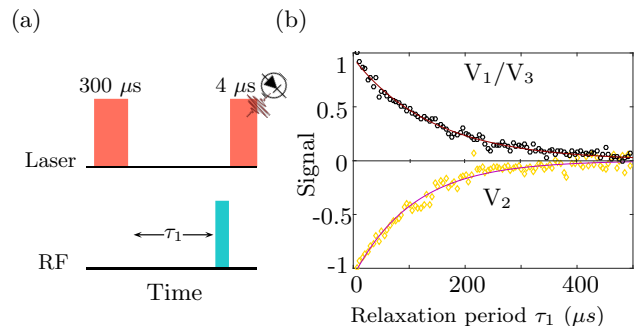 (a)
300 μs
4 μs
Laser
τ₁
RF
Time
(b)
Signal
1
0.5
0
-0.5
-1
V₁/V₃
V₂
0
200
400
Relaxation period τ₁ (μs)